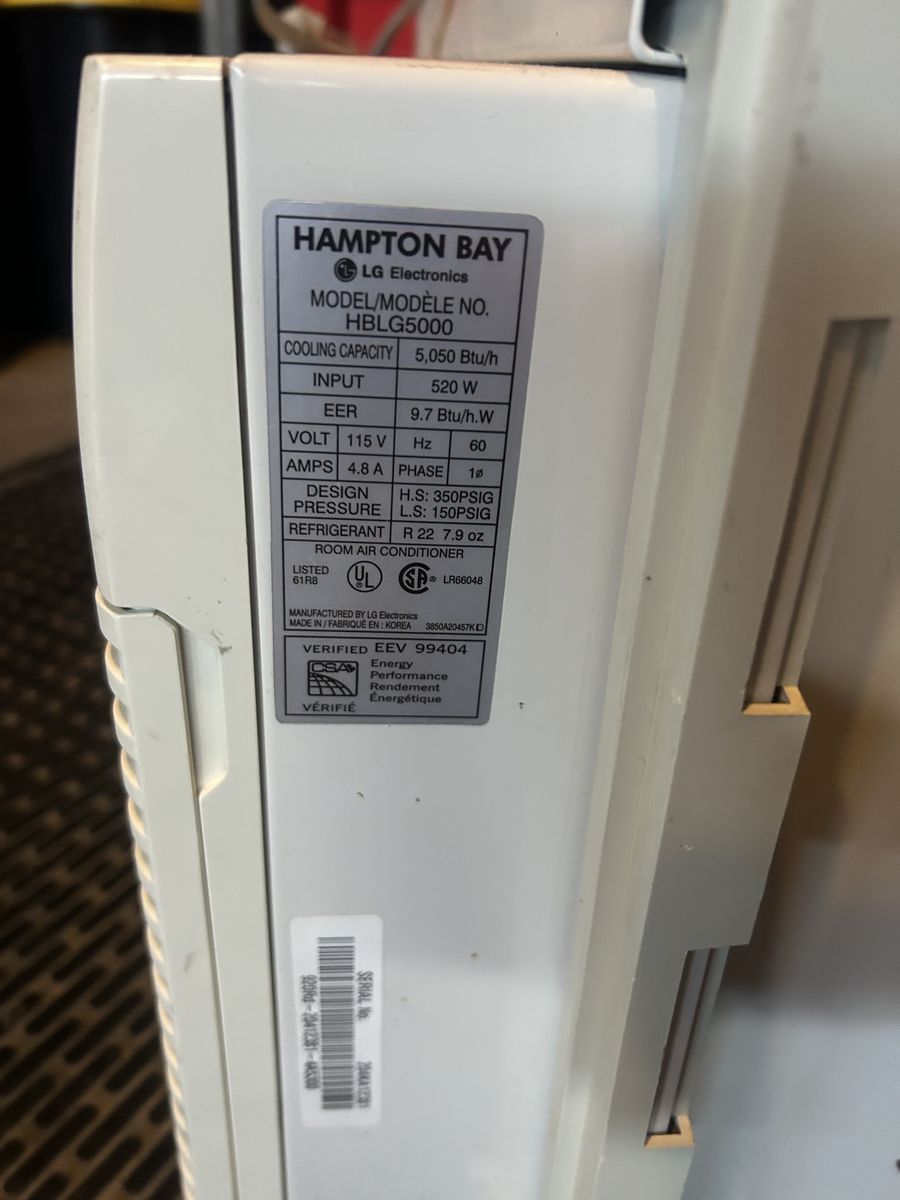 HAMPTON BAY
LG Electronics
MODEL/MODÈLE NO.
HBLG5000
COOLING CAPACITY 5,050 Btu/h
INPUT 520 W
EER 9.7 Btu/h.W
VOLT 115 V Hz 60
AMPS 4.8 A PHASE 1ø
DESIGN PRESSURE H.S: 350PSIG
L.S: 150PSIG
REFRIGERANT R 22 7.9 oz
ROOM AIR CONDITIONER
LISTED
61R8
UL
SA
LR66048
MANUFACTURED BY LG Electronics
MADE IN / FABRIQUÉ EN : KOREA 3850A20457K
VERIFIED EEV 99404
CSA
VÉRIFIÉ
Energy
Performance
Rendement
Énergétique
SERIAL No.